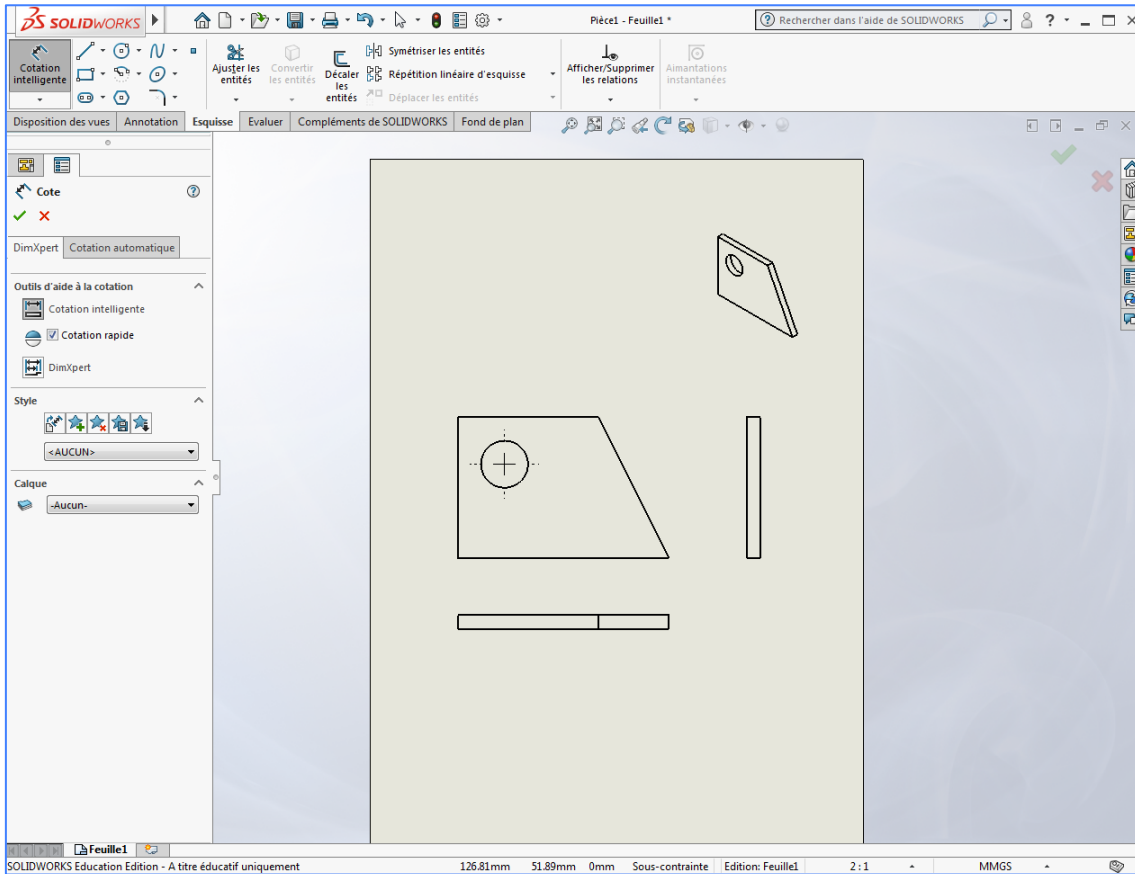 SOLIDWORKS
Pièce1 - Feuille1 *
Rechercher dans l'aide de SOLIDWORKS
?
Cotation
intelligente
Ajuster les
entités
Convertir
les entités
Décaler
les
entités
Symétriser les entités
Répétition linéaire d'esquisse
Déplacer les entités
Afficher/Supprimer
les relations
Aimantations
instantanées
Disposition des vues Annotation Esquisse Evaluer Compléments de SOLIDWORKS Fond de plan
Cote
?
DimXpert Cotation automatique
Outils d'aide à la cotation
Cotation intelligente
Cotation rapide
DimXpert
Style
<AUCUN>
Calque
-Aucun-
Feuille1
SOLIDWORKS Education Edition - A titre éducatif uniquement 126.81mm 51.89mm 0mm Sous-contrainte Edition: Feuille1 2:1 MMGS